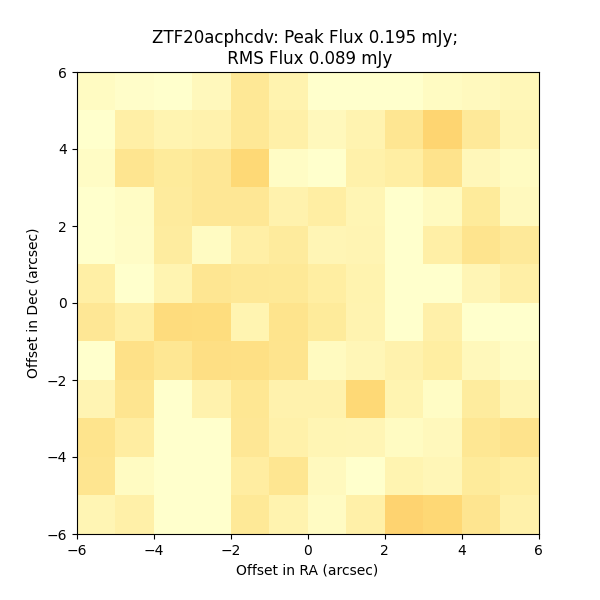 ZTF20acphcdv: Peak Flux 0.195 mJy;
RMS Flux 0.089 mJy
6
4
2
0
−2
−4
−6
Offset in Dec (arcsec)
−6 −4 −2 0 2 4 6
Offset in RA (arcsec)